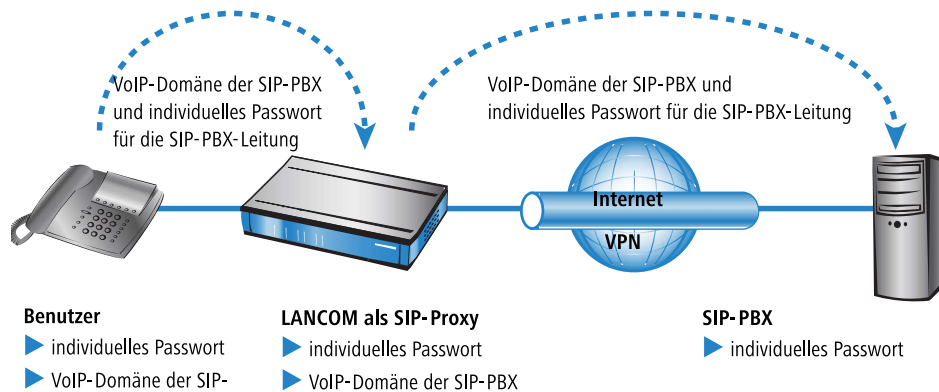 VoIP-Domäne der SIP-PBX
und individuelles Passwort
für die SIP-PBX-Leitung
VoIP-Domäne der SIP-PBX und
individuelles Passwort für die SIP-PBX-Leitung
Internet
VPN
Benutzer
individuelles Passwort
VoIP-Domäne der SIP-
LANCOM als SIP-Proxy
individuelles Passwort
VoIP-Domäne der SIP-PBX
SIP-PBX
individuelles Passwort